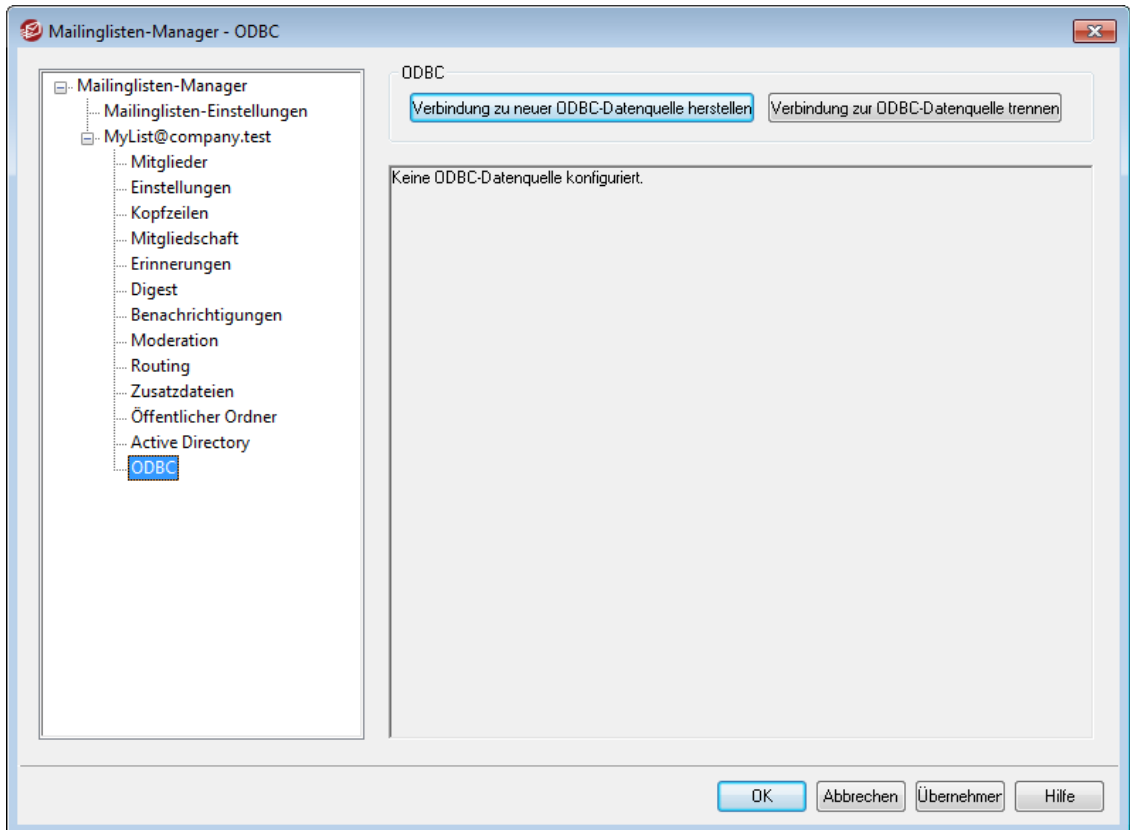 Mailinglisten-Manager - ODBC
Mailinglisten-Manager
Mailinglisten-Einstellungen
MyList@company.test
Mitglieder
Einstellungen
Kopfzeilen
Mitgliedschaft
Erinnerungen
Digest
Benachrichtigungen
Moderation
Routing
Zusatzdateien
Öffentlicher Ordner
Active Directory
ODBC
ODBC
Verbindung zu neuer ODBC-Datenquelle herstellen
Verbindung zur ODBC-Datenquelle trennen
Keine ODBC-Datenquelle konfiguriert.
OK
Abbrechen
Übernehmer
Hilfe